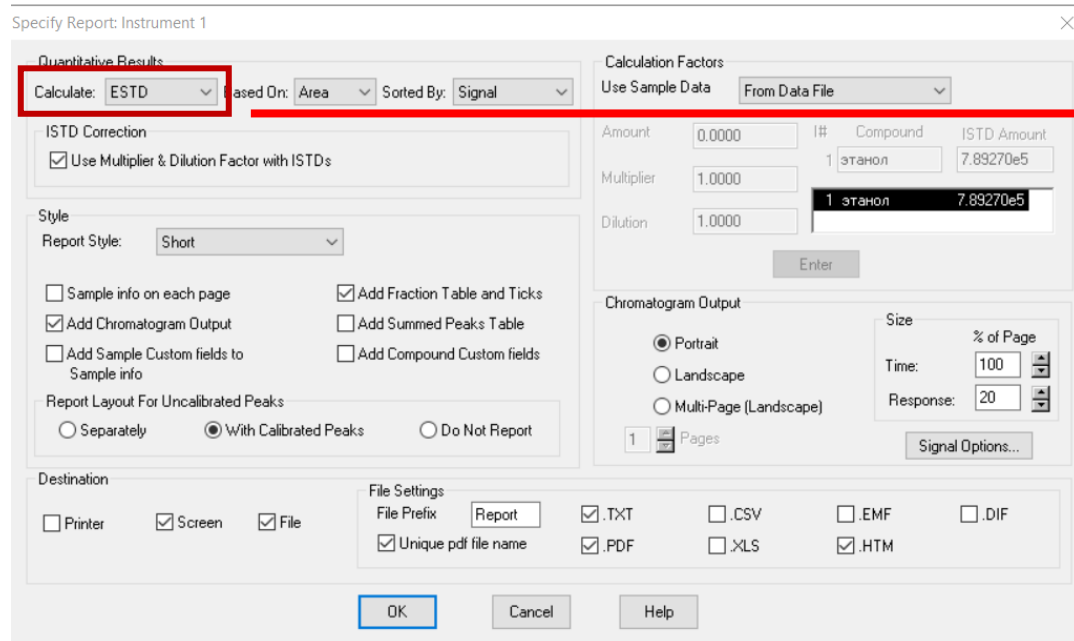 Specify Report: Instrument 1
Quantitative Results
Calculate: ESTD Based On: Area Sorted By: Signal
ISTD Correction
Use Multiplier & Dilution Factor with ISTDs
Style
Report Style: Short
Sample info on each page
Add Fraction Table and Ticks
Add Chromatogram Output
Add Summed Peaks Table
Add Sample Custom fields to
Sample info
Add Compound Custom fields
Report Layout For Uncalibrated Peaks
Separately With Calibrated Peaks Do Not Report
Calculation Factors
Use Sample Data From Data File
Amount 0.0000
I# Compound ISTD Amount
1 этанол 7.89270e5
Multiplier 1.0000
1 этанол 7.89270e5
Dilution 1.0000
Enter
Chromatogram Output
Portrait
Landscape
Multi-Page (Landscape)
1 Pages
Size
% of Page
Time: 100
Response: 20
Signal Options...
Destination
Printer Screen File
File Settings
File Prefix Report
Unique pdf file name
.TXT .CSV .EMF .DIF
.PDF .XLS .HTM
OK Cancel Help